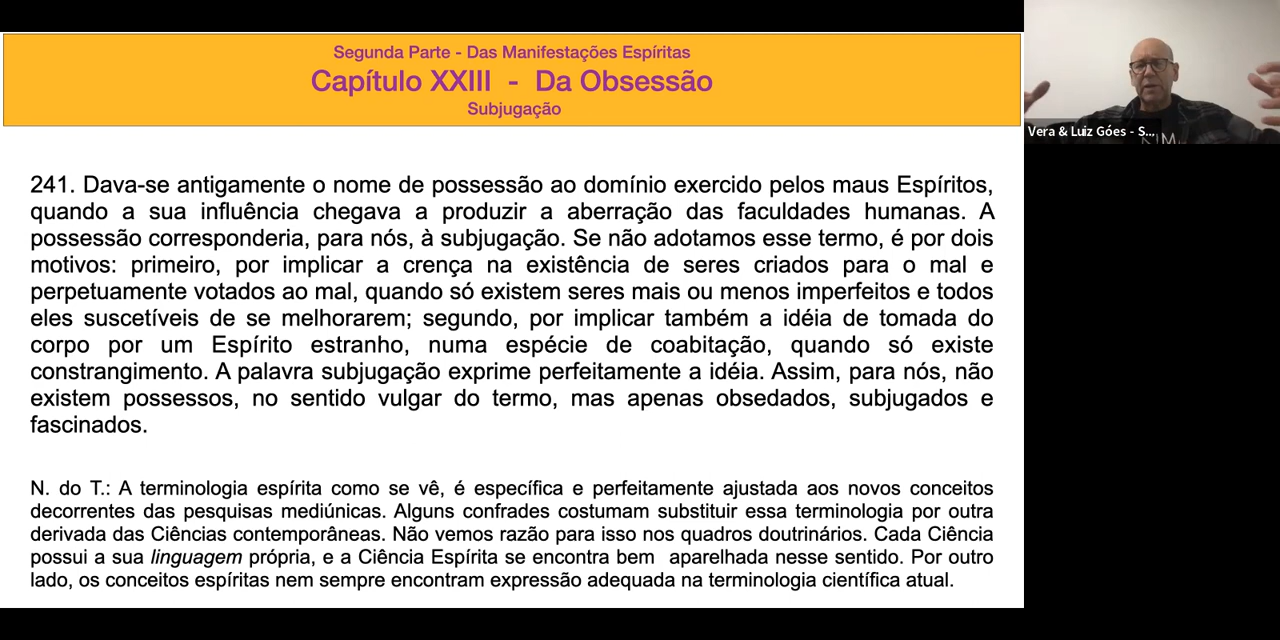 Segunda Parte - Das Manifestações Espíritas
Capítulo XXIII - Da Obsessão
Subjugação
241. Dava-se antigamente o nome de possessão ao domínio exercido pelos maus Espíritos,
quando a sua influência chegava a produzir a aberração das faculdades humanas. A
possessão corresponderia, para nós, à subjugação. Se não adotamos esse termo, é por dois
motivos: primeiro, por implicar a crença na existência de seres criados para o mal e
perpetuamente votados ao mal, quando só existem seres mais ou menos imperfeitos e todos
eles suscetíveis de se melhorarem; segundo, por implicar também a idéia de tomada do
corpo por um Espírito estranho, numa espécie de coabitação, quando só existe
constrangimento. A palavra subjugação exprime perfeitamente a idéia. Assim, para nós, não
existem possessos, no sentido vulgar do termo, mas apenas obsedados, subjugados e
fascinados.
N. do T.: A terminologia espírita como se vê, é específica e perfeitamente ajustada aos novos conceitos
decorrentes das pesquisas mediúnicas. Alguns confrades costumam substituir essa terminologia por outra
derivada das Ciências contemporâneas. Não vemos razão para isso nos quadros doutrinários. Cada Ciência
possui a sua linguagem própria, e a Ciência Espírita se encontra bem aparelhada nesse sentido. Por outro
lado, os conceitos espíritas nem sempre encontram expressão adequada na terminologia científica atual.
Vera & Luiz Góes - S...